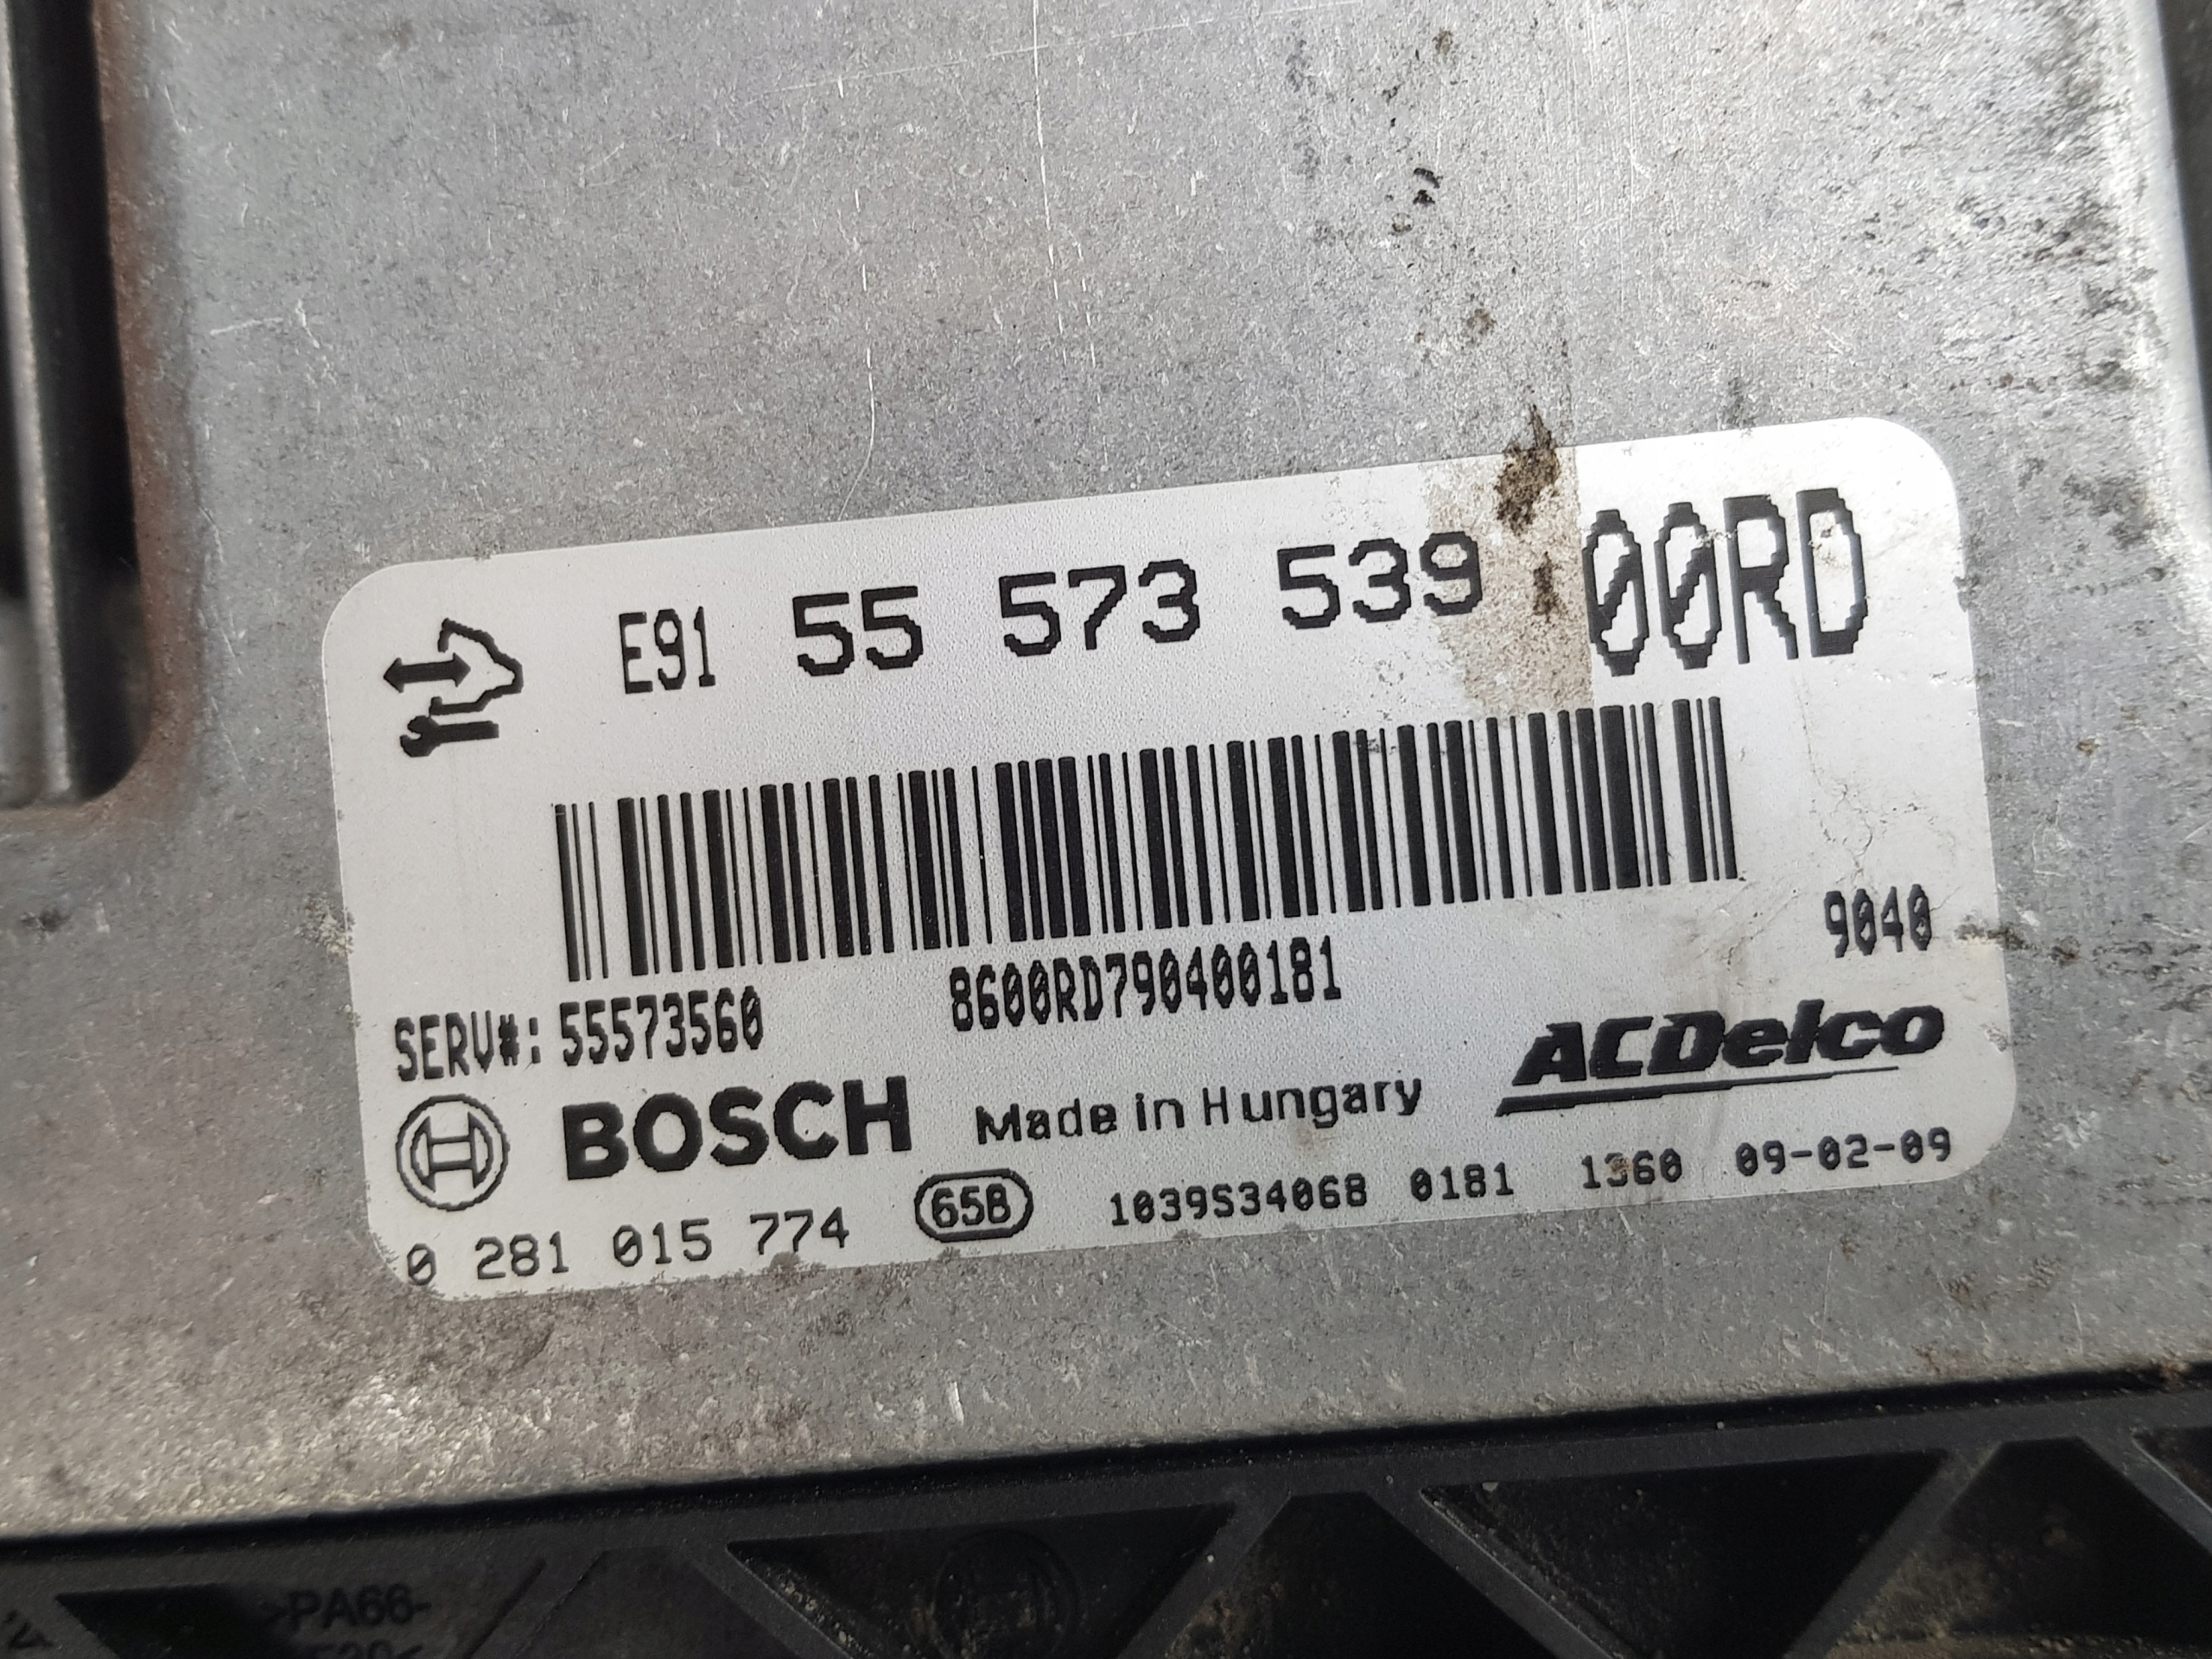 E91 55 573 539 00RD
9040
SERV#: 55573560 8600RD790400181
ACDelco
BOSCH Made in Hungary
0 281 015 774 65B 1039S34068 0181 1360 09-02-09
>PA66-